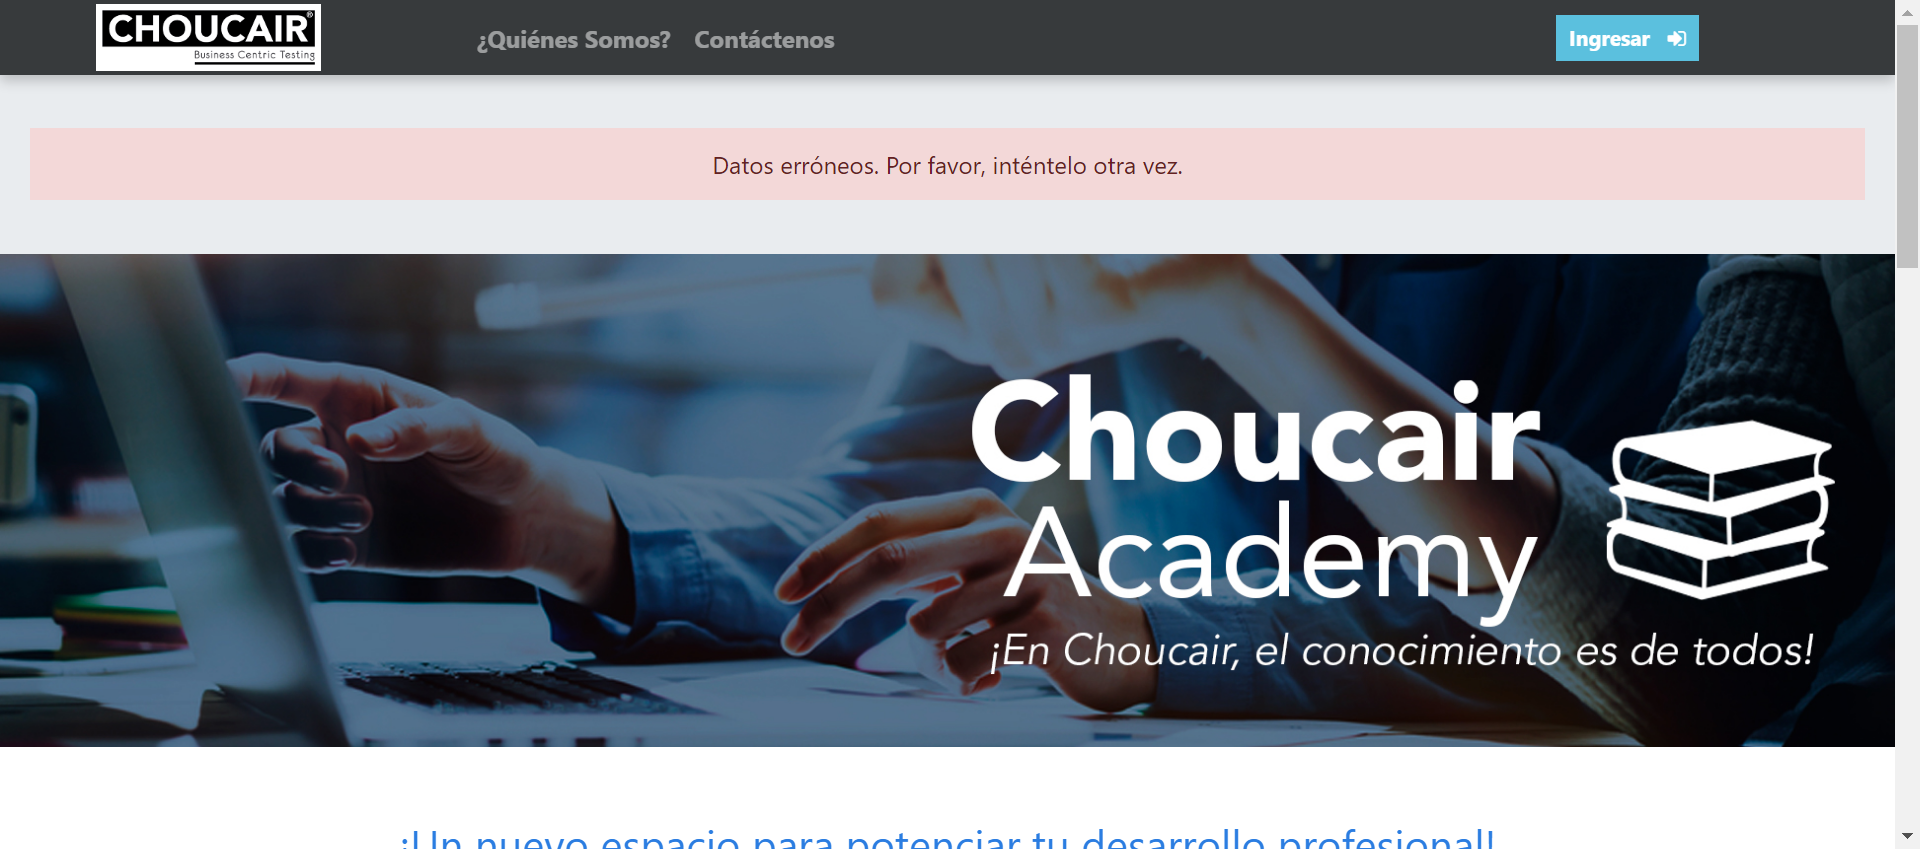 CHOUCAIR®
Business Centric Testing
¿Quiénes Somos?
Contáctenos
Ingresar
Datos erróneos. Por favor, inténtelo otra vez.
Choucair
Academy
¡En Choucair, el conocimiento es de todos!
¡Un nuevo espacio para potenciar tu desarrollo profesional!